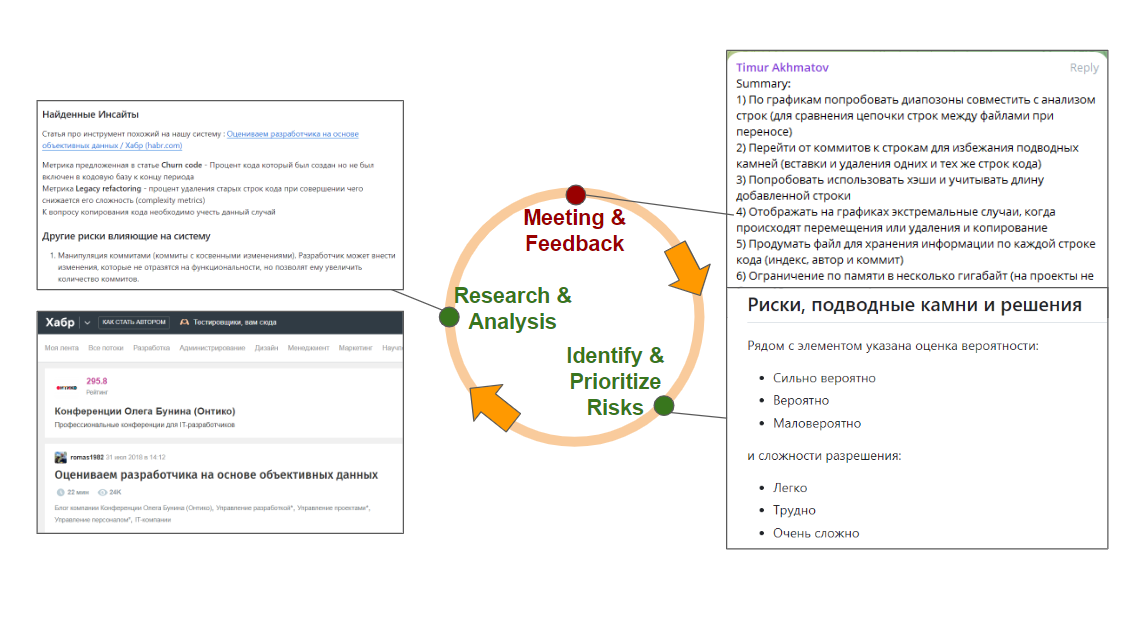 Найденные Инсайты
Статья про инструмент похожий на нашу систему : Оцениваем разработчика на основе
объективных данных / Хабр (habr.com)
Метрика предложенная в статье Churn code - Процент кода который был создан но не был
включен в кодовую базу к концу периода
Метрика Legacy refactoring - процент удаления старых строк кода при совершении чего
снижается его сложность (complexity metrics)
К вопросу копирования кода необходимо учесть данный случай
Другие риски влияющие на систему
1. Манипуляция коммитами (коммиты с косвенными изменениями). Разработчик может внести
изменения, которые не отразятся на функциональности, но позволят ему увеличить
количество коммитов.
Хабр
КАК СТАТЬ АВТОРОМ
Тестировщики, вам сюда
Моя лента Все потоки Разработка Администрирование Дизайн Менеджмент Маркетинг Научп
ОНТИКО
295.8
Рейтинг
Конференции Олега Бунина (Онтико)
Профессиональные конференции для IT-разработчиков
romas1982 31 июл 2018 в 14:12
Оцениваем разработчика на основе объективных данных
22 мин 24K
Блог компании Конференции Олега Бунина (Онтико), Управление разработкой*, Управление проектами*,
Управление персоналом*, IT-компании
Meeting &
Feedback
Research &
Analysis
Identify &
Prioritize
Risks
Timur Akhmatov Reply
Summary:
1) По графикам попробовать диапозоны совместить с анализом
строк (для сравнения цепочки строк между файлами при
переносе)
2) Перейти от коммитов к строкам для избежания подводных
камней (вставки и удаления одних и тех же строк кода)
3) Попробовать использовать хэши и учитывать длину
добавленной строки
4) Отображать на графиках экстремальные случаи, когда
происходят перемещения или удаления и копирование
5) Продумать файл для хранения информации по каждой строке
кода (индекс, автор и коммит)
6) Ограничение по памяти в несколько гигабайт (на проекты не
Риски, подводные камни и решения
Рядом с элементом указана оценка вероятности:
• Сильно вероятно
• Вероятно
• Маловероятно
и сложности разрешения:
• Легко
• Трудно
• Очень сложно